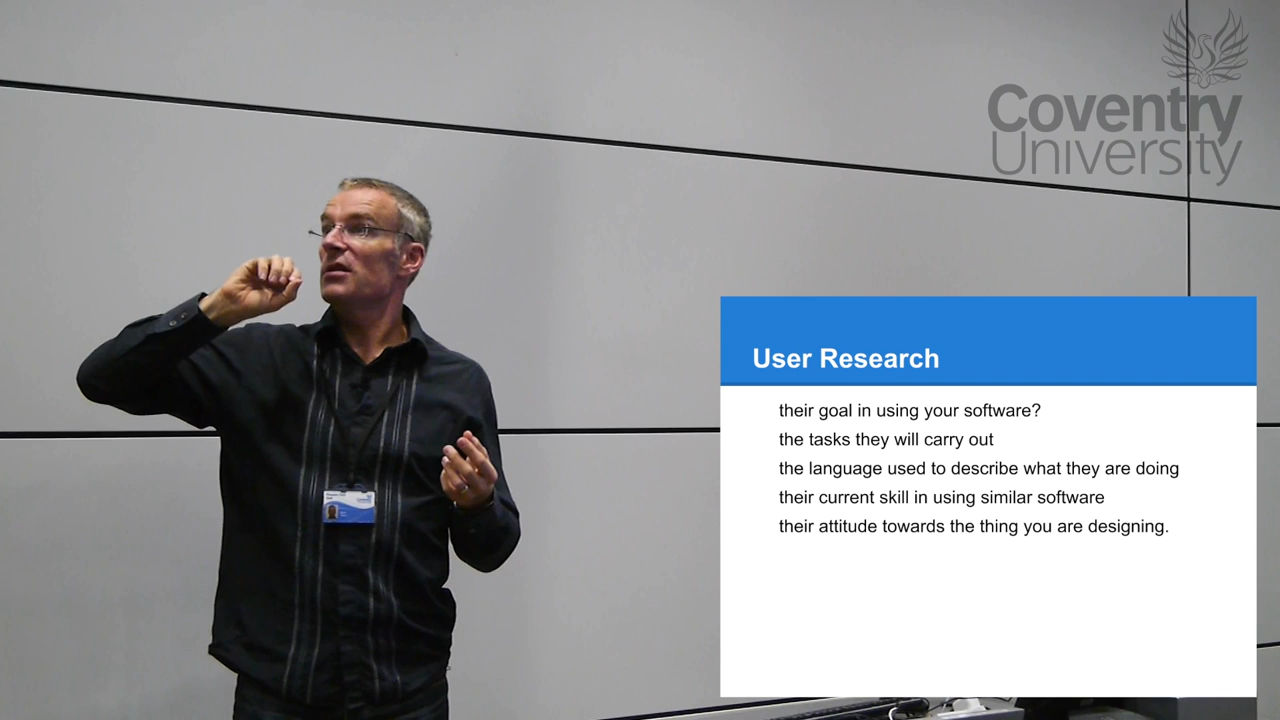 Coventry
University
User Research
their goal in using your software?
the tasks they will carry out
the language used to describe what they are doing
their current skill in using similar software
their attitude towards the thing you are designing.